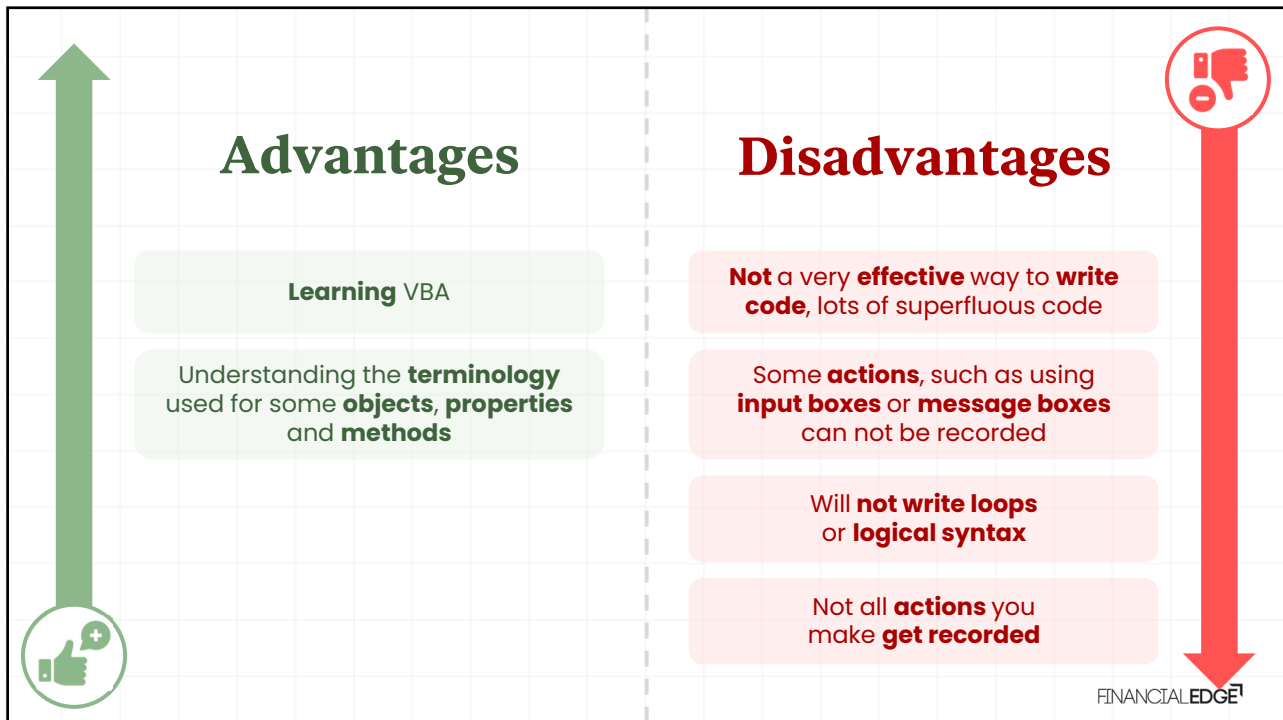 Advantages
Learning VBA
Understanding the terminology
used for some objects, properties
and methods
Disadvantages
Not a very effective way to write
code, lots of superfluous code
Some actions, such as using
input boxes or message boxes
can not be recorded
Will not write loops
or logical syntax
Not all actions you
make get recorded
FINANCIALEDGE